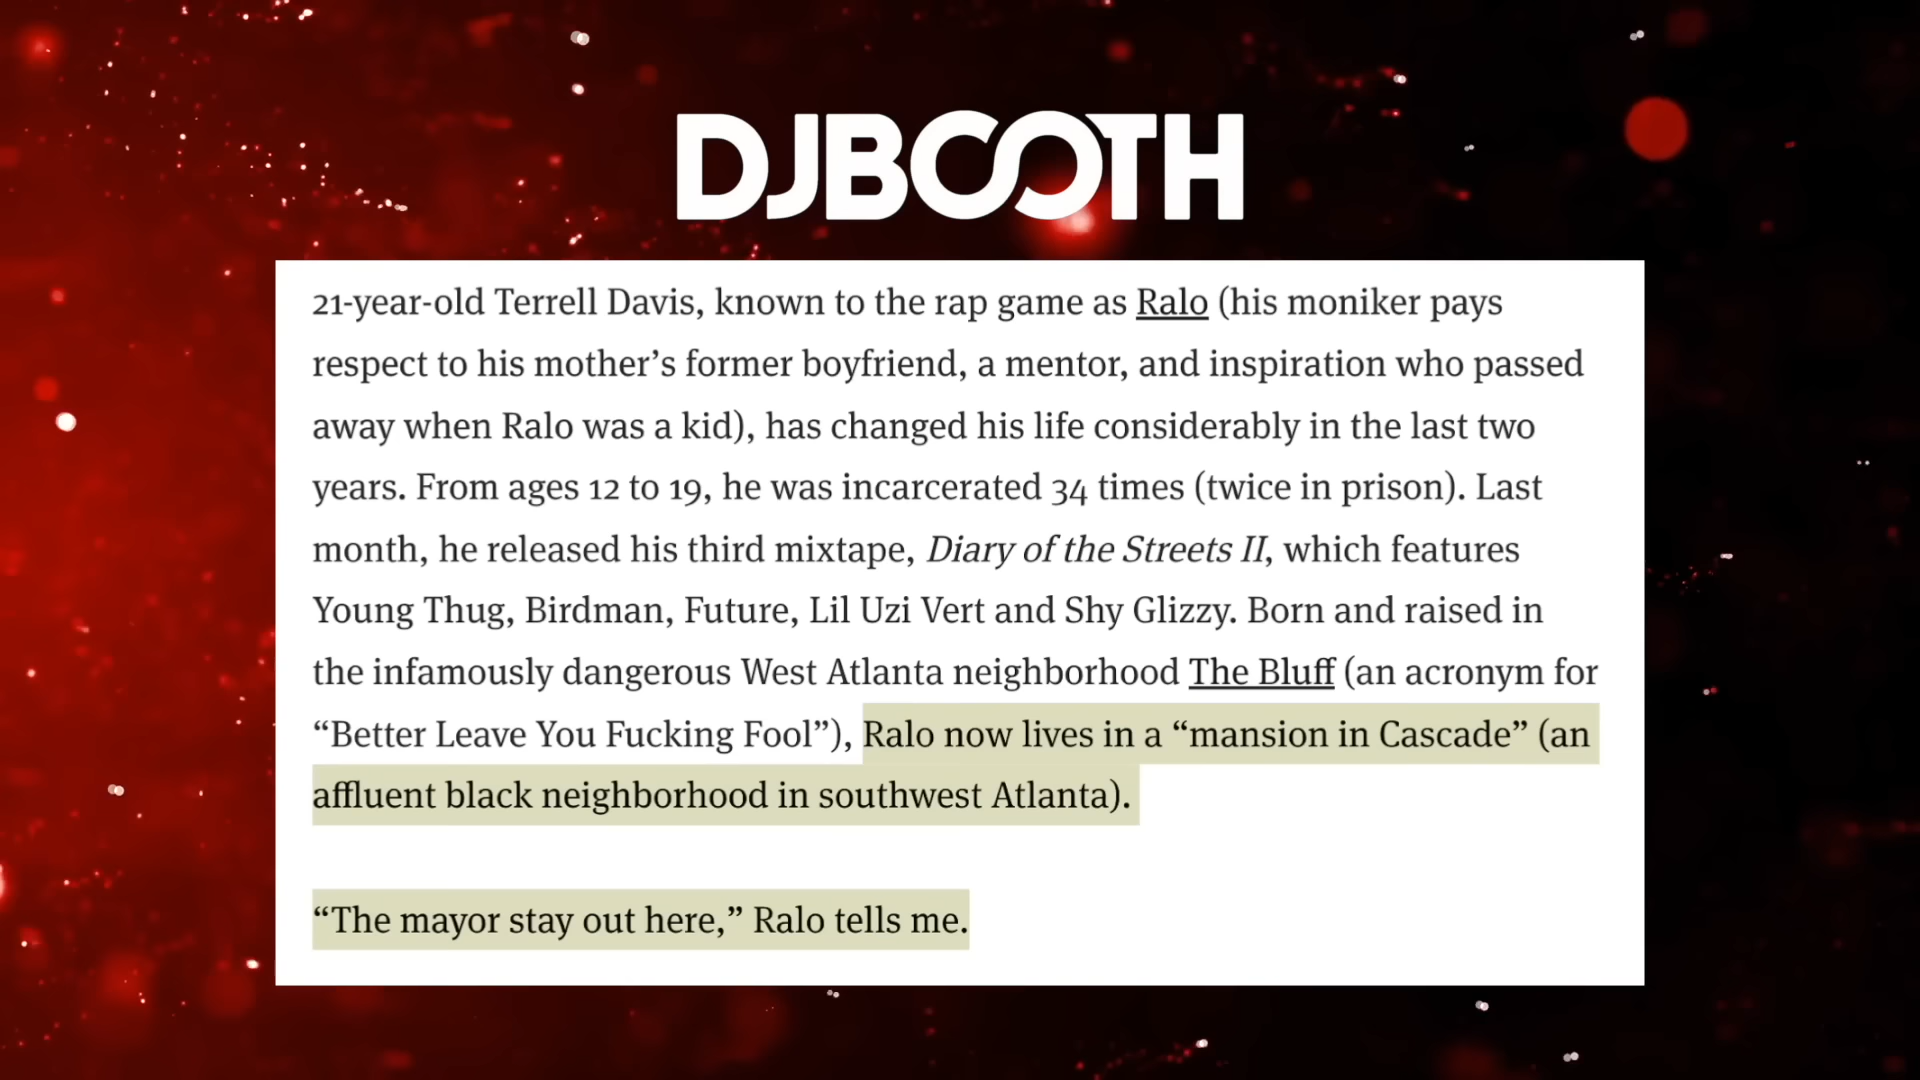 DJBOOTH
21-year-old Terrell Davis, known to the rap game as Ralo (his moniker pays
respect to his mother’s former boyfriend, a mentor, and inspiration who passed
away when Ralo was a kid), has changed his life considerably in the last two
years. From ages 12 to 19, he was incarcerated 34 times (twice in prison). Last
month, he released his third mixtape, Diary of the Streets II, which features
Young Thug, Birdman, Future, Lil Uzi Vert and Shy Glizzy. Born and raised in
the infamously dangerous West Atlanta neighborhood The Bluff (an acronym for
“Better Leave You Fucking Fool”), Ralo now lives in a “mansion in Cascade” (an
affluent black neighborhood in southwest Atlanta).
“The mayor stay out here,” Ralo tells me.